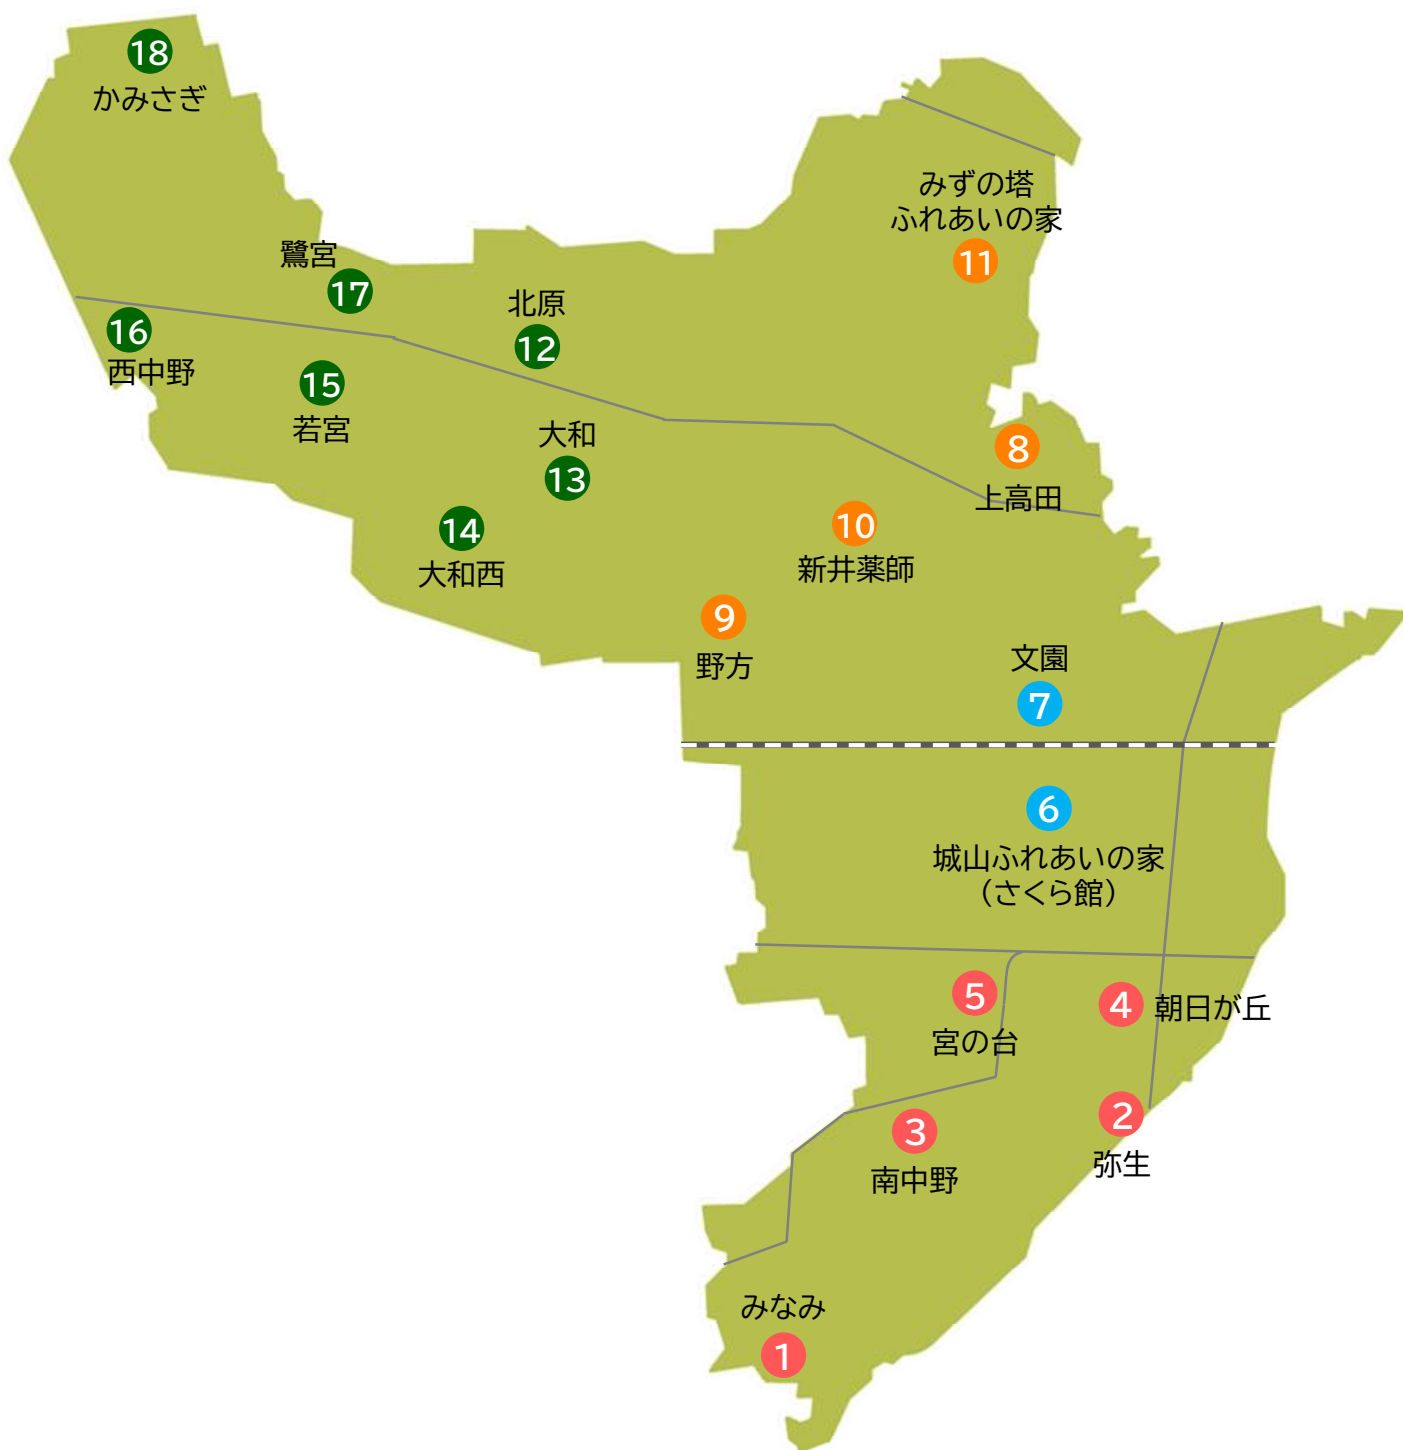 18
かみさぎ
みずの塔
ふれあいの家
11
鷺宮
17
北原
12
16
西中野
15
若宮
大和
13
8
上高田
14
大和西
10
新井薬師
9
野方
文園
7
6
城山ふれあいの家
（さくら館）
5
宮の台
4
朝日が丘
3
南中野
2
弥生
みなみ
1